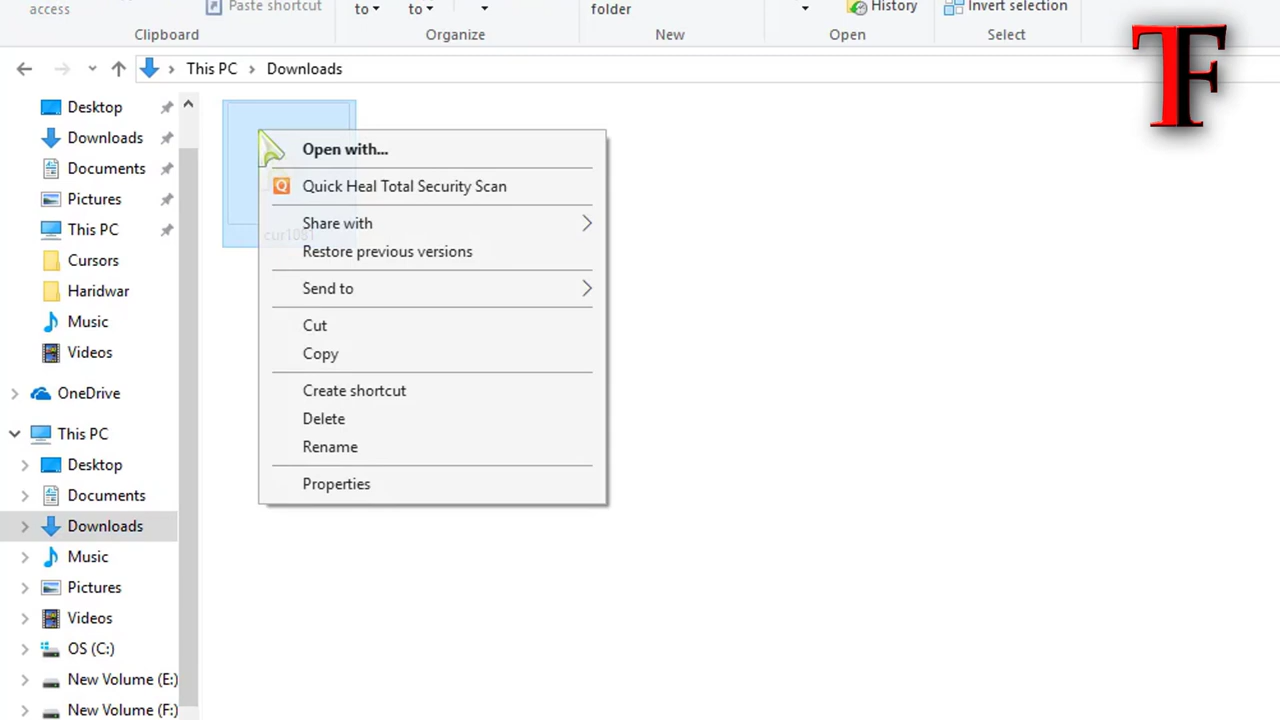 access
Paste shortcut
to
to
folder
History
Invert selection
Clipboard
Organize
New
Open
Select
This PC
Downloads
TF
Desktop
Downloads
Documents
Pictures
This PC
Cursors
Haridwar
Music
Videos
OneDrive
This PC
Desktop
Documents
Downloads
Music
Pictures
Videos
OS (C:)
New Volume (E:)
New Volume (F:)
cur1081
Open with...
Quick Heal Total Security Scan
Share with
Restore previous versions
Send to
Cut
Copy
Create shortcut
Delete
Rename
Properties